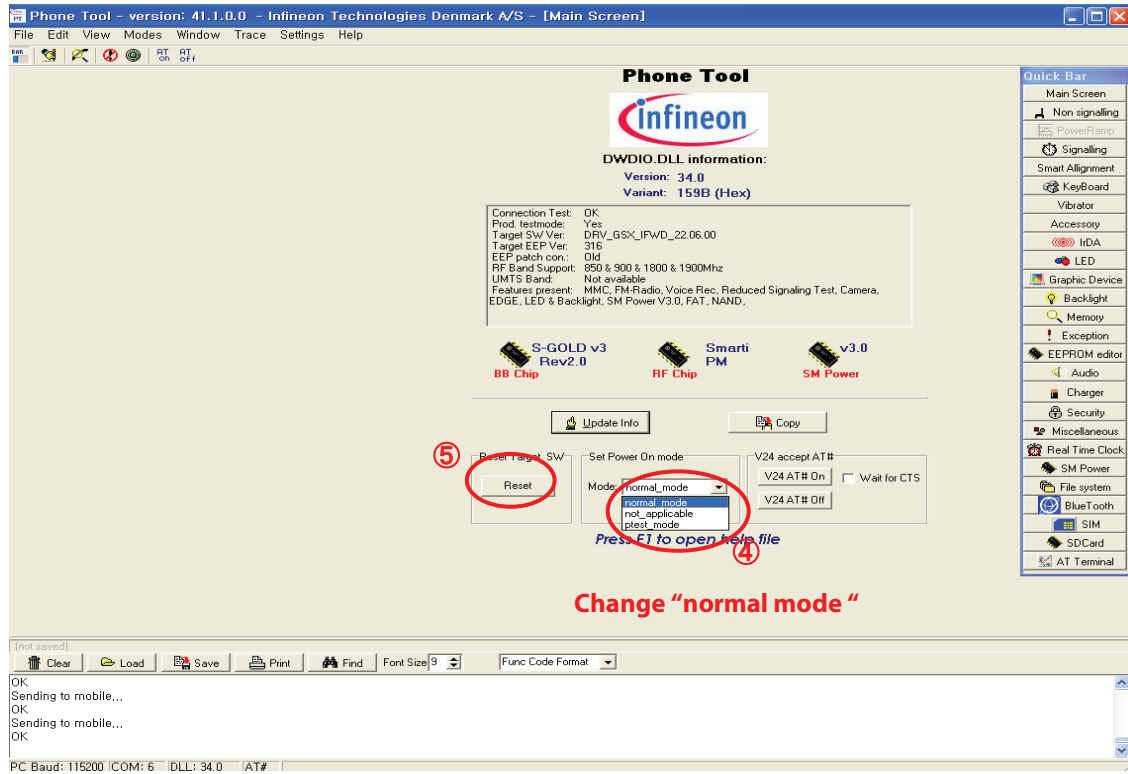 Phone Tool - version: 41.1.0.0 - Infineon Technologies Denmark A/S - [Main Screen]
File Edit View Modes Window Trace Settings Help
BAR AT on AT off
Phone Tool
infineon
DWDIO.DLL information:
Version: 34.0
Variant: 159B (Hex)
Connection Test: OK
Prod. testmode: Yes
Target SW Ver: DRV_GSX_IFWD_22.06.00
Target EEP Ver: 316
EEP patch con.: Old
RF Band Support: 850 & 900 & 1800 & 1900Mhz
UMTS Band: Not available
Features present: MMC, FM-Radio, Voice Rec, Reduced Signaling Test, Camera,
EDGE, LED & Backlight, SM Power V3.0, FAT, NAND,
S-GOLD v3
Rev2.0
BB Chip
Smarti
PM
RF Chip
v3.0
SM Power
Update Info
Copy
⑤
Reset Target SW
Reset
Set Power On mode
Mode: normal_mode
normal_mode
not_applicable
ptest_mode
④
V24 accept AT#
V24 AT# On
Wait for CTS
V24 AT# Off
Press F1 to open help file
Change “normal mode “
Quick Bar
Main Screen
Non signalling
PowerRamp
Signalling
Smart Allignment
KeyBoard
Vibrator
Accessory
IrDA
LED
Graphic Device
Backlight
Memory
Exception
EEPROM editor
Audio
Charger
Security
Miscellaneous
Real Time Clock
SM Power
File system
BlueTooth
SIM
SDCard
AT Terminal
(not saved)
Clear Load Save Print Find Font Size 9 Func Code Format
OK
Sending to mobile...
OK
Sending to mobile...
OK
PC Baud: 115200 COM: 6 DLL: 34.0 AT#